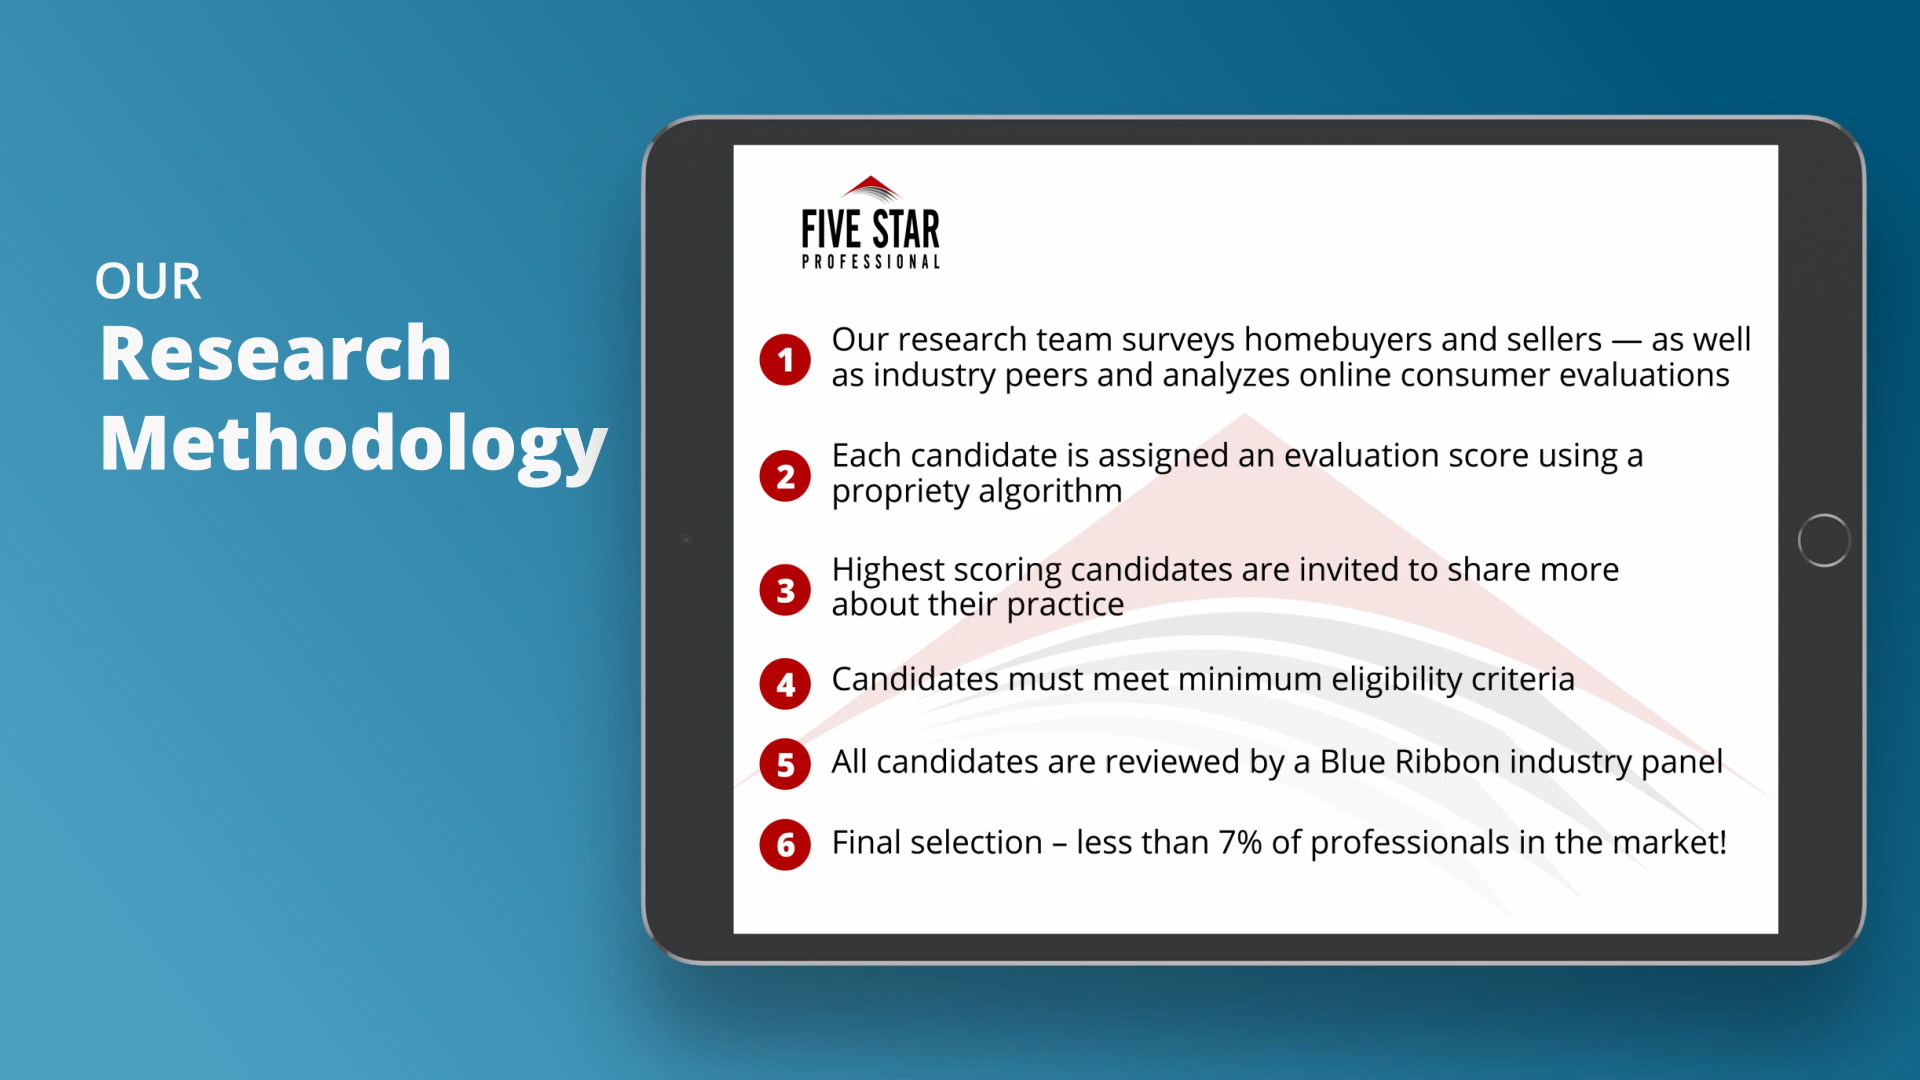 OUR
Research
Methodology
FIVE STAR
PROFESSIONAL
1 Our research team surveys homebuyers and sellers — as well
as industry peers and analyzes online consumer evaluations
2 Each candidate is assigned an evaluation score using a
propriety algorithm
3 Highest scoring candidates are invited to share more
about their practice
4 Candidates must meet minimum eligibility criteria
5 All candidates are reviewed by a Blue Ribbon industry panel
6 Final selection – less than 7% of professionals in the market!